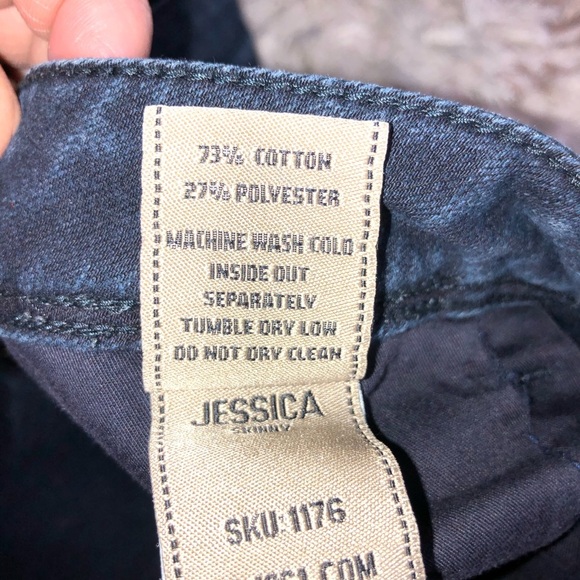 73% COTTON
27% POLYESTER
MACHINE WASH COLD
INSIDE OUT
SEPARATELY
TUMBLE DRY LOW
DO NOT DRY CLEAN
JESSICA
SKINNY
SKU:1176